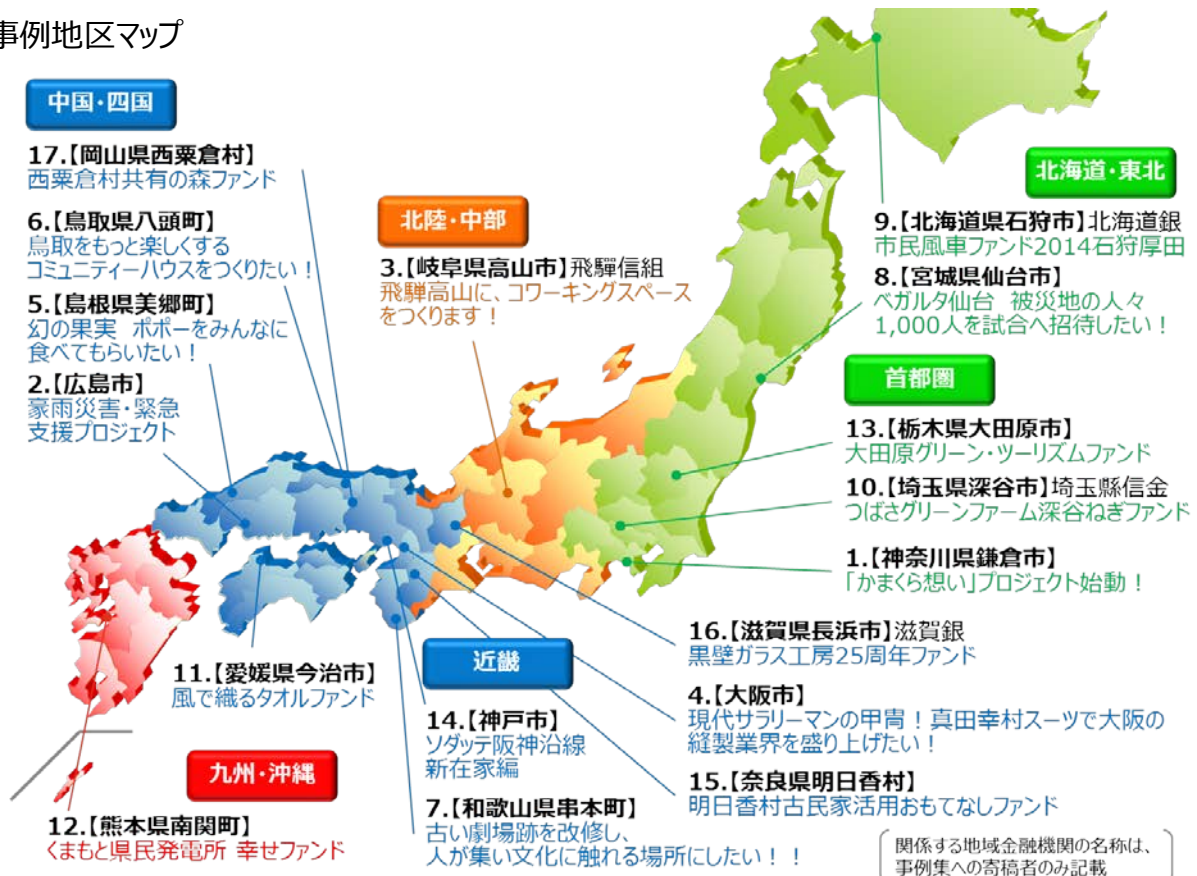 事例地区マップ
中国・四国
17.【岡山県西粟倉村】
西粟倉村共有の森ファンド
6.【鳥取県八頭町】
鳥取をもっと楽しくする
コミュニティーハウスをつくりたい！
5.【島根県美郷町】
幻の果実 ポポーをみんなに
食べてもらいたい！
2.【広島市】
豪雨災害・緊急
支援プロジェクト
北陸・中部
3.【岐阜県高山市】飛驒信組
飛騨高山に、コワーキングスペース
をつくります！
北海道・東北
9.【北海道県石狩市】北海道銀
市民風車ファンド2014石狩厚田
8.【宮城県仙台市】
ベガルタ仙台 被災地の人々
1,000人を試合へ招待したい！
首都圏
13.【栃木県大田原市】
大田原グリーン・ツーリズムファンド
10.【埼玉県深谷市】埼玉縣信金
つばさグリーンファーム深谷ねぎファンド
1.【神奈川県鎌倉市】
「かまくら想い」プロジェクト始動！
16.【滋賀県長浜市】滋賀銀
黒壁ガラス工房25周年ファンド
近畿
4.【大阪市】
現代サラリーマンの甲冑！真田幸村スーツで大阪の
縫製業界を盛り上げたい！
11.【愛媛県今治市】
風で織るタオルファンド
14.【神戸市】
ソダッテ阪神沿線
新在家編
15.【奈良県明日香村】
明日香村古民家活用おもてなしファンド
7.【和歌山県串本町】
古い劇場跡を改修し、
人が集い文化に触れる場所にしたい！！
九州・沖縄
12.【熊本県南関町】
くまもと県民発電所 幸せファンド
関係する地域金融機関の名称は、
事例集への寄稿者のみ記載